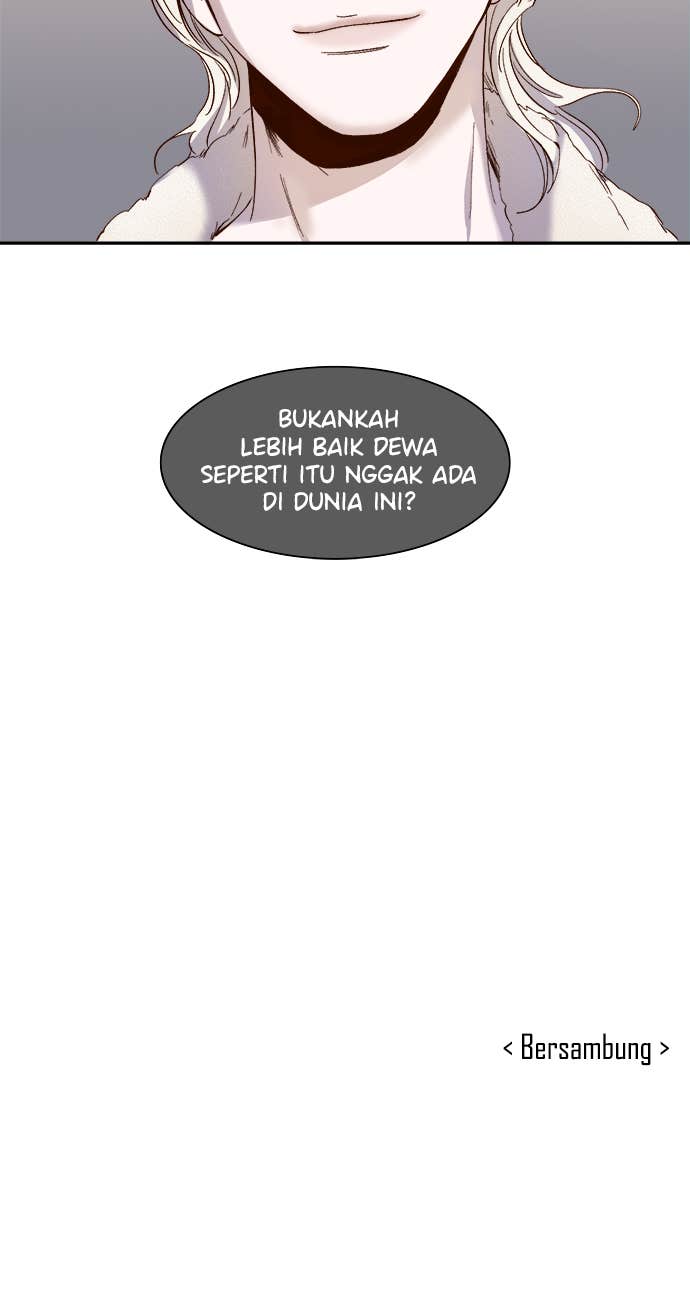 BUKANKAH
LEBIH BAIK DEWA
SEPERTI ITU NGGAK ADA
DI DUNIA INI?
< Bersambung >